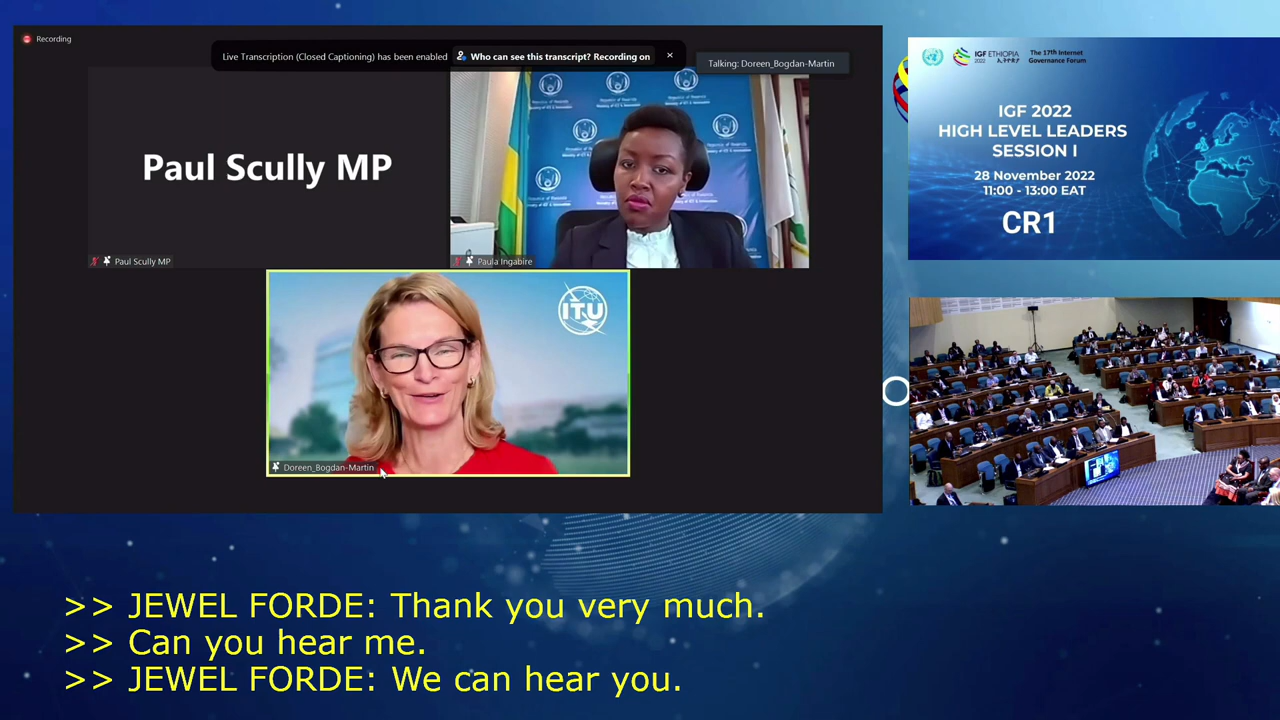 Recording
Live Transcription (Closed Captioning) has been enabled
Who can see this transcript? Recording on
Talking: Doreen_Bogdan-Martin
Paul Scully MP
Paul Scully MP
Paula Ingabire
ITU
Doreen_Bogdan-Martin
IGF ETHIOPIA
2022 ኢትዮጵያ
The 17th Internet
Governance Forum
IGF 2022
HIGH LEVEL LEADERS
SESSION I
28 November 2022
11:00 - 13:00 EAT
CR1
>> JEWEL FORDE: Thank you very much.
>> Can you hear me.
>> JEWEL FORDE: We can hear you.